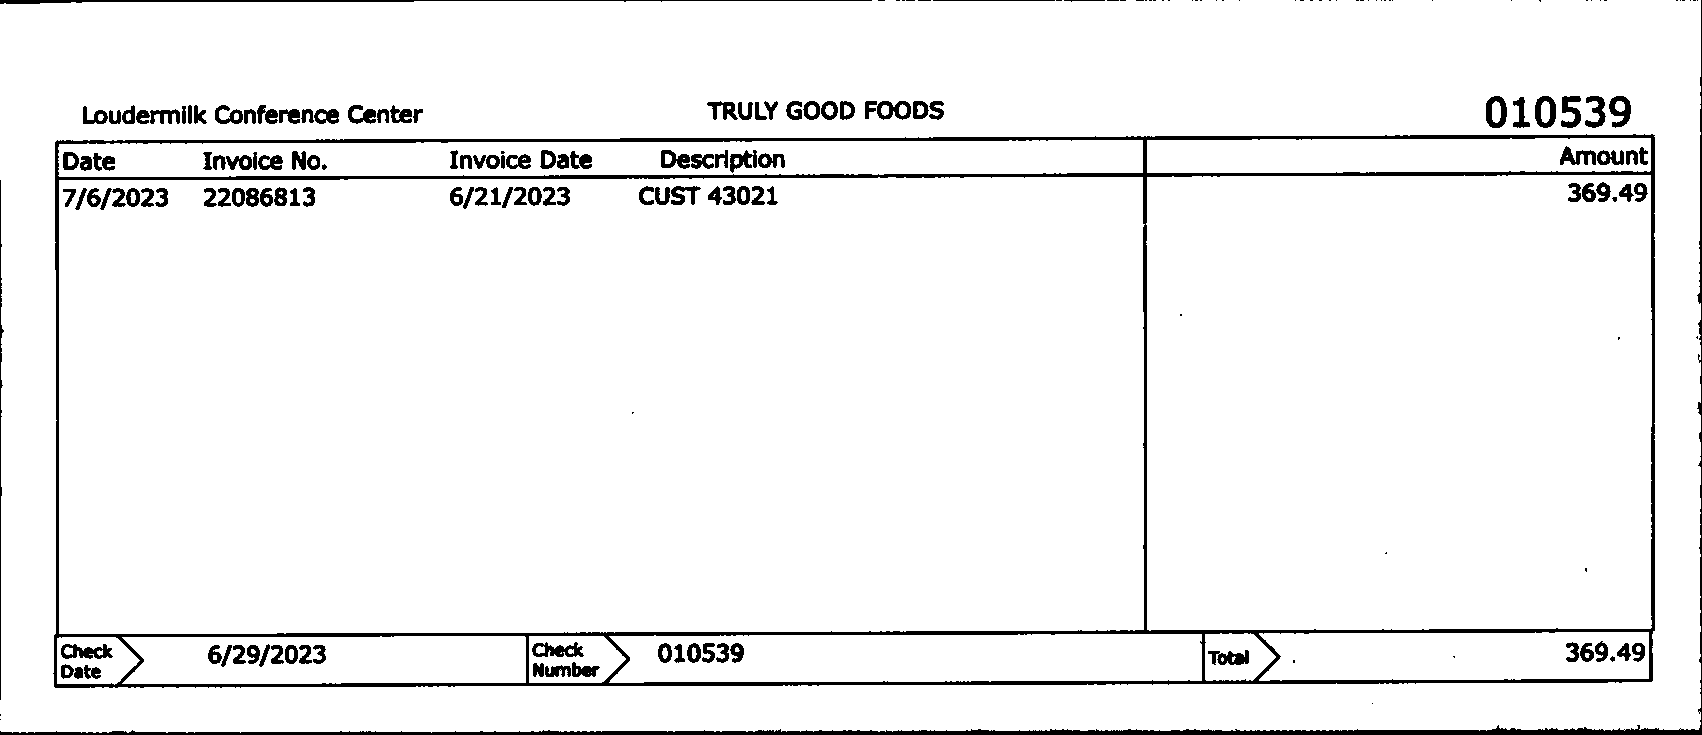 Loudermilk Conference Center TRULY GOOD FOODS 010539
Date Invoice No. Invoice Date Description Amount
7/6/2023 22086813 6/21/2023 CUST 43021 369.49
Check Date 6/29/2023 Check Number 010539 Total 369.49